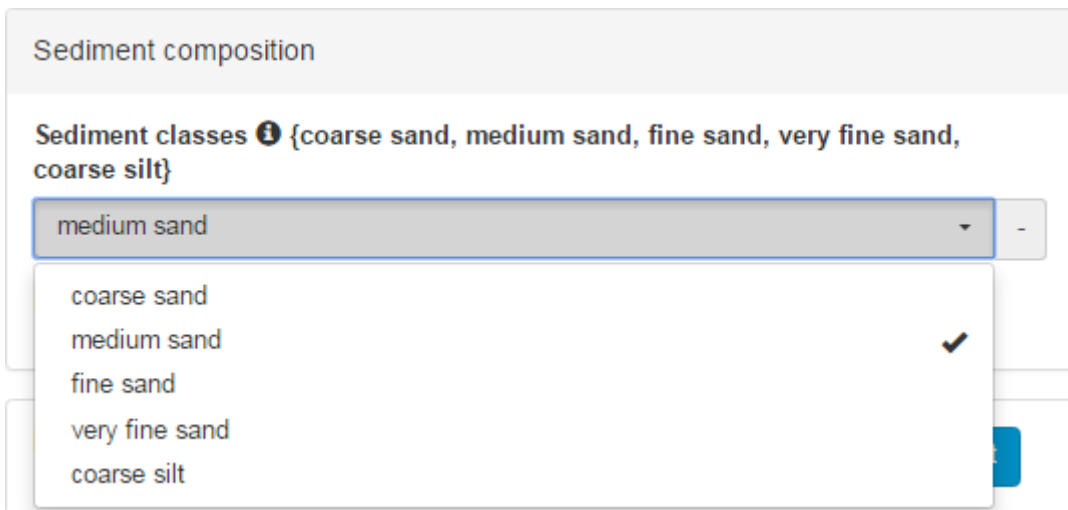 Sediment composition
Sediment classes {coarse sand, medium sand, fine sand, very fine sand,
coarse silt}
medium sand -
coarse sand
medium sand
fine sand
very fine sand
coarse silt